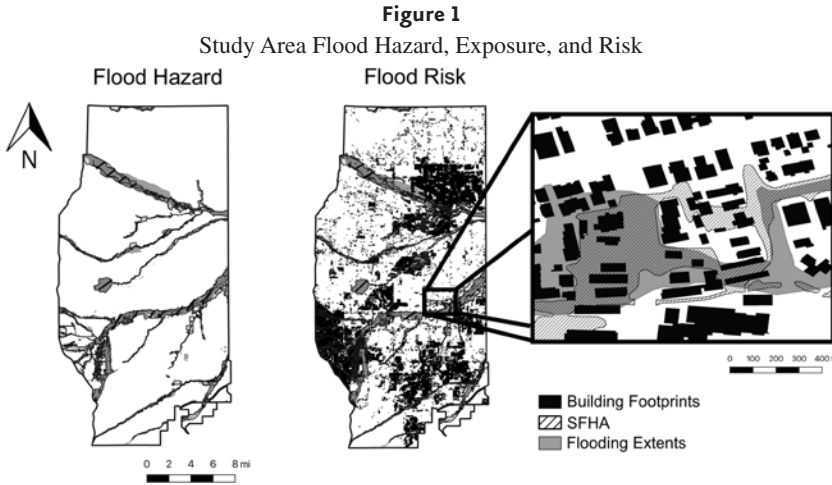 Figure 1
Study Area Flood Hazard, Exposure, and Risk
Flood Hazard
Flood Risk
N
0 100 200 300 400
Building Footprints
SFHA
Flooding Extents
0 2 4 6 8 mi